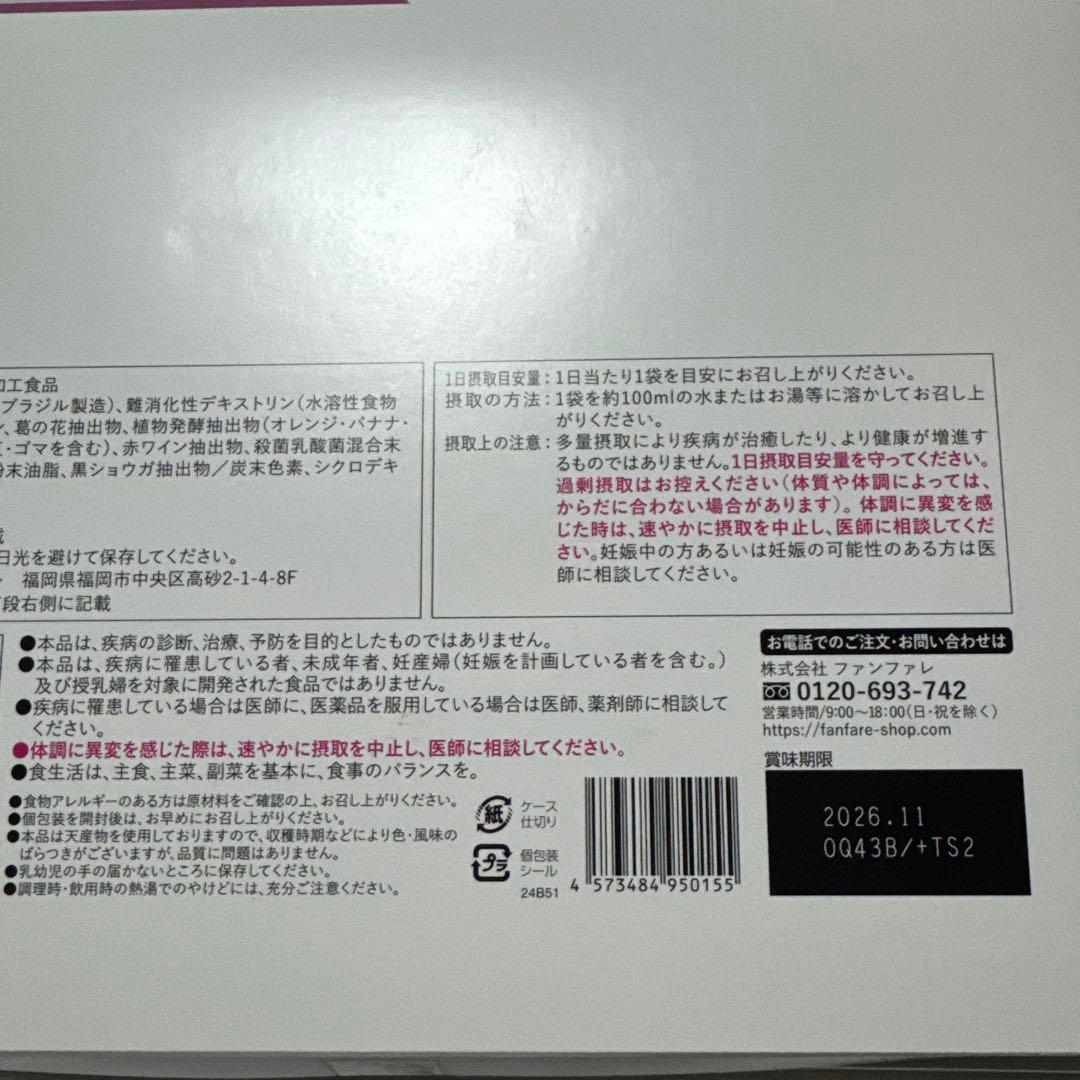 加工食品
ブラジル製造）、難消化性デキストリン（水溶性食物
、葛の花抽出物、植物発酵抽出物（オレンジ・バナナ・
・ゴマを含む）、赤ワイン抽出物、殺菌乳酸菌混合末
粉末油脂、黒ショウガ抽出物／炭末色素、シクロデキ
日光を避けて保存してください。
福岡県福岡市中央区高砂2-1-4-8F
段右側に記載
1日摂取目安量：1日当たり1袋を目安にお召し上がりください。
摂取の方法：1袋を約100mlの水またはお湯等に溶かしてお召し上
がりください。
摂取上の注意：多量摂取により疾病が治癒したり、より健康が増進す
るものではありません。1日摂取目安量を守ってください。
過剰摂取はお控えください（体質や体調によっては、
からだに合わない場合があります）。体調に異変を感
じた時は、速やかに摂取を中止し、医師に相談してくだ
さい。妊娠中の方あるいは妊娠の可能性のある方は医
師に相談してください。
●本品は、疾病の診断、治療、予防を目的としたものではありません。
●本品は、疾病に罹患している者、未成年者、妊産婦（妊娠を計画している者を含む。）
及び授乳婦を対象に開発された食品ではありません。
●疾病に罹患している場合は医師に、医薬品を服用している場合は医師、薬剤師に相談して
ください。
●体調に異変を感じた際は、速やかに摂取を中止し、医師に相談してください。
●食生活は、主食、主菜、副菜を基本に、食事のバランスを。
●食物アレルギーのある方は原材料をご確認の上、お召し上がりください。
●個包装を開封後は、お早めにお召し上がりください。
●本品は天産物を使用しておりますので、収穫時期などにより色・風味の
ばらつきがございますが、品質に問題はありません。
●乳幼児の手の届かないところに保存してください。
●調理時・飲用時の熱湯でのやけどには、充分ご注意ください。
紙
ケース
仕切り
プラ
個包装
シール
24B51
4 573484 950155
お電話でのご注文・お問い合わせは
株式会社 ファンファレ
0120-693-742
営業時間/9:00〜18:00（日・祝を除く）
https://fanfare-shop.com
賞味期限
2026.11
0Q43B/+TS2